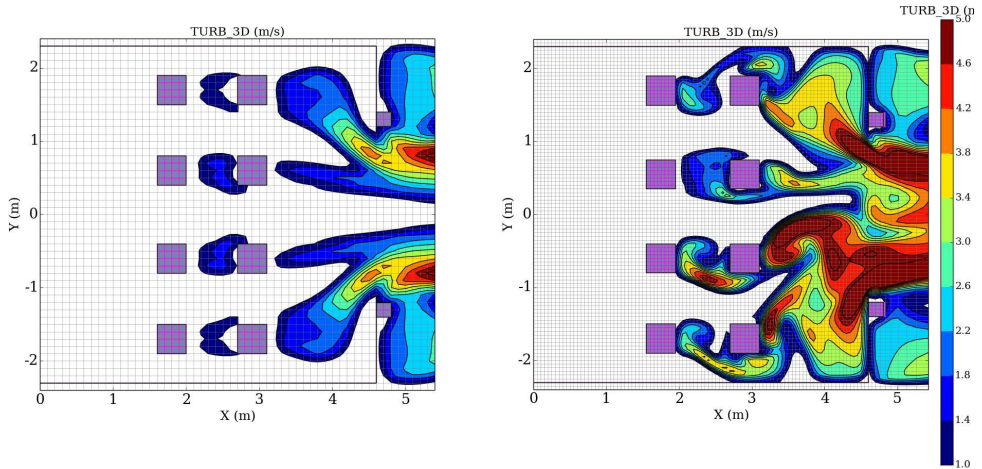 TURB_3D (m/s)
2
1
0
-1
-2
Y (m)
0 1 2 3 4 5
X (m)
TURB_3D (m/s)
2
1
0
-1
-2
Y (m)
0 1 2 3 4 5
X (m)
TURB_3D (n
5.0
4.6
4.2
3.8
3.4
3.0
2.6
2.2
1.8
1.4
1.0